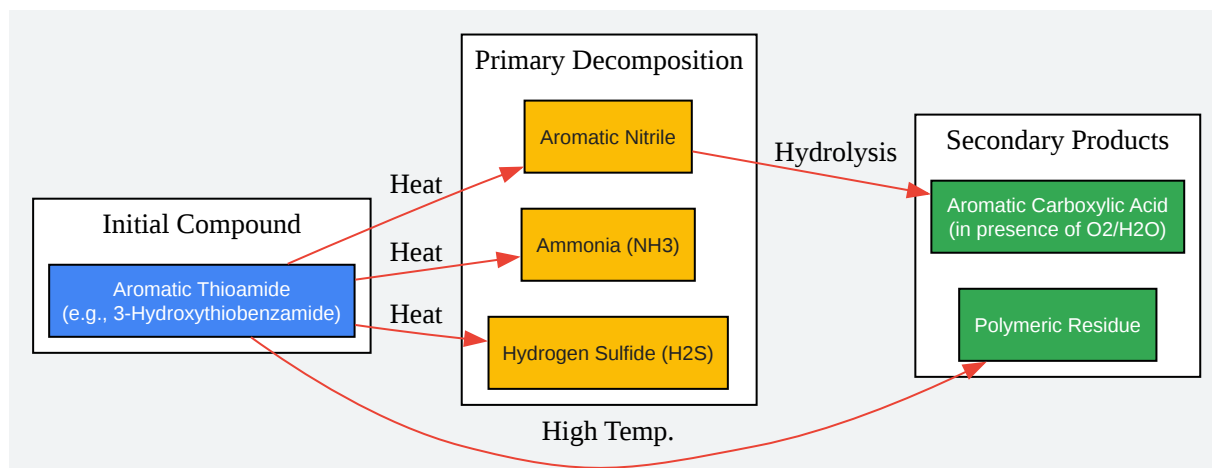 Initial Compound
Aromatic Thioamide
(e.g., 3-Hydroxythiobenzamide)
Heat
Heat
Heat
High Temp.
Primary Decomposition
Aromatic Nitrile
Ammonia (NH3)
Hydrogen Sulfide (H2S)
Hydrolysis
Secondary Products
Aromatic Carboxylic Acid
(in presence of O2/H2O)
Polymeric Residue